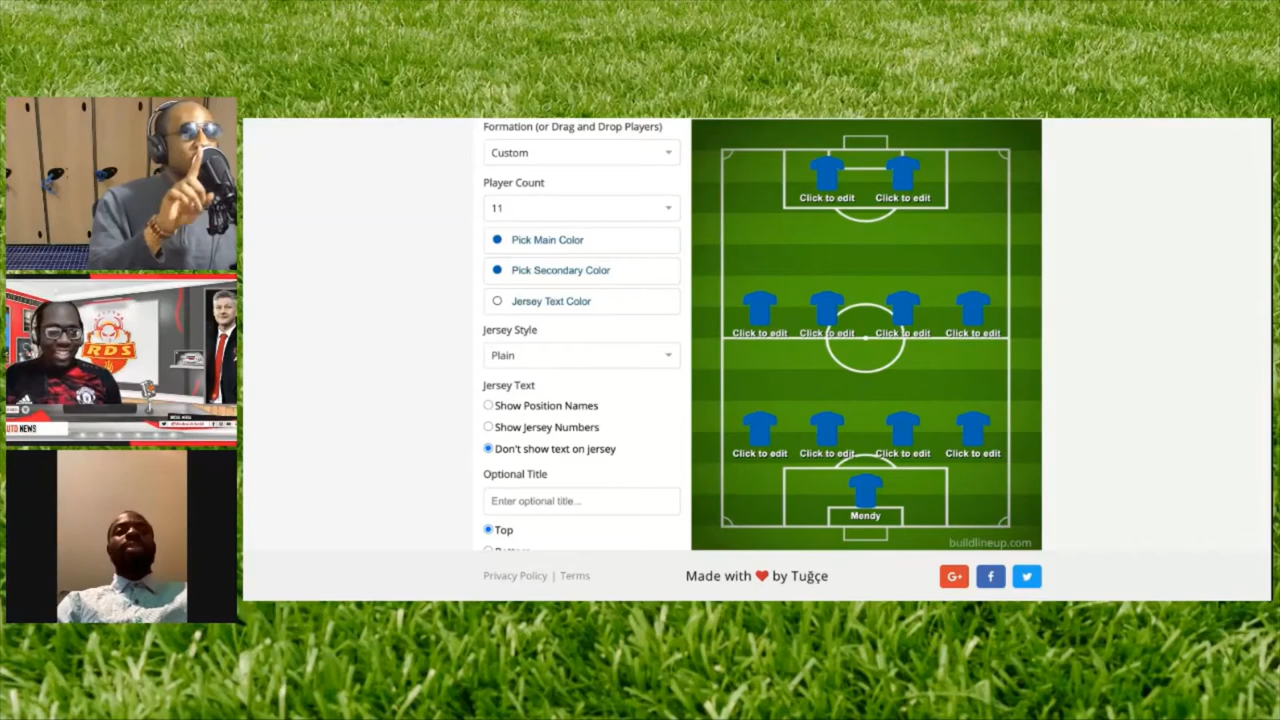 RDS
UTD NEWS
Formation (or Drag and Drop Players)
Custom
Player Count
11
Pick Main Color
Pick Secondary Color
Jersey Text Color
Jersey Style
Plain
Jersey Text
Show Position Names
Show Jersey Numbers
Don't show text on jersey
Optional Title
Enter optional title...
Top
Click to edit Click to edit
Click to edit Click to edit Click to edit Click to edit
Click to edit Click to edit Click to edit Click to edit
Mendy
buildlineup.com
Privacy Policy | Terms
Made with ❤ by Tuğçe
G+ f